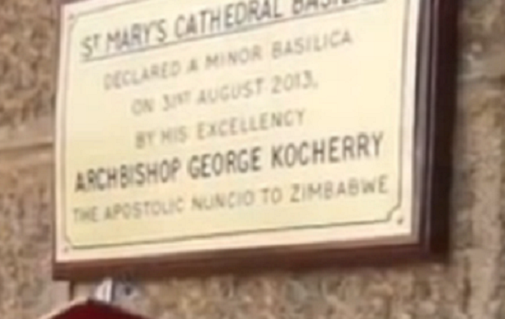 ST MARY'S CATHEDRAL
DECLARED A MINOR BASILICA
ON 31ST AUGUST 2013,
BY HIS EXCELLENCY
ARCHBISHOP GEORGE KOCHERRY
THE APOSTOLIC NUNCIO TO ZIMBABWE